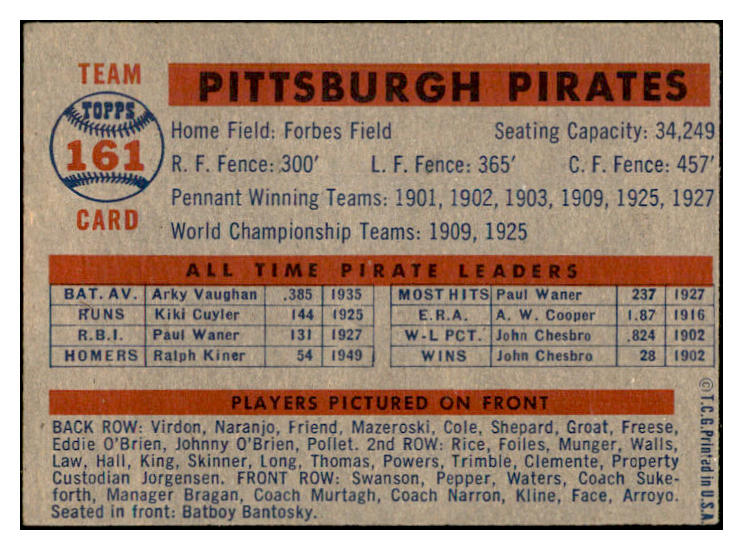 TEAM
TOPPS
161
CARD
PITTSBURGH PIRATES
Home Field: Forbes Field Seating Capacity: 34,249
R. F. Fence: 300′ L. F. Fence: 365′ C. F. Fence: 457′
Pennant Winning Teams: 1901, 1902, 1903, 1909, 1925, 1927
World Championship Teams: 1909, 1925
ALL TIME PIRATE LEADERS
BAT. AV. Arky Vaughan .385 1935 MOST HITS Paul Waner 237 1927
RUNS Kiki Cuyler 144 1925 E.R.A. A. W. Cooper 1.87 1916
R.B.I. Paul Waner 131 1927 W-L PCT. John Chesbro .824 1902
HOMERS Ralph Kiner 54 1949 WINS John Chesbro 28 1902
PLAYERS PICTURED ON FRONT
BACK ROW: Virdon, Naranjo, Friend, Mazeroski, Cole, Shepard, Groat, Freese,
Eddie O'Brien, Johnny O'Brien, Pollet. 2nd ROW: Rice, Foiles, Munger, Walls,
Law, Hall, King, Skinner, Long, Thomas, Powers, Trimble, Clemente, Property
Custodian Jorgensen. FRONT ROW: Swanson, Pepper, Waters, Coach Suke-
forth, Manager Bragan, Coach Murtagh, Coach Narron, Kline, Face, Arroyo.
Seated in front: Batboy Bantosky.
© T.C.G. Printed in U.S.A.